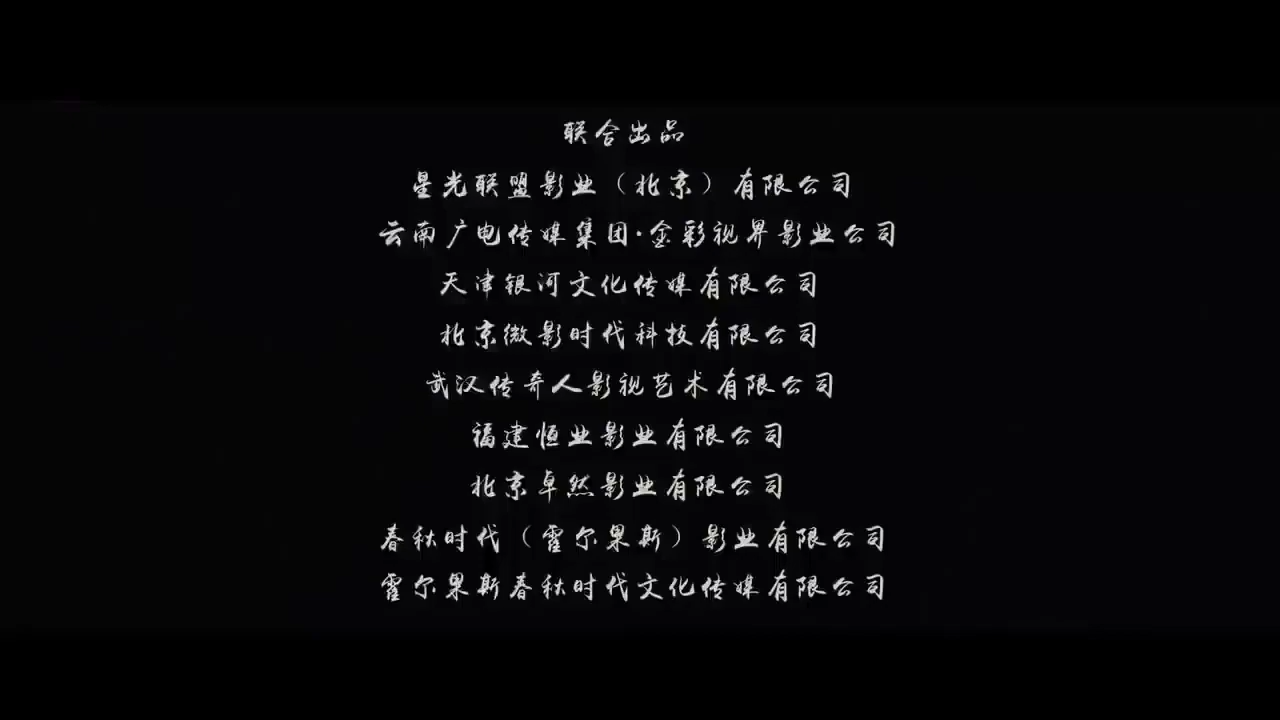 联合出品
星光联盟影业（北京）有限公司
云南广电传媒集团·金彩视界影业公司
天津银河文化传媒有限公司
北京微影时代科技有限公司
武汉传奇人影视艺术有限公司
福建恒业影业有限公司
北京卓然影业有限公司
春秋时代（霍尔果斯）影业有限公司
霍尔果斯春秋时代文化传媒有限公司